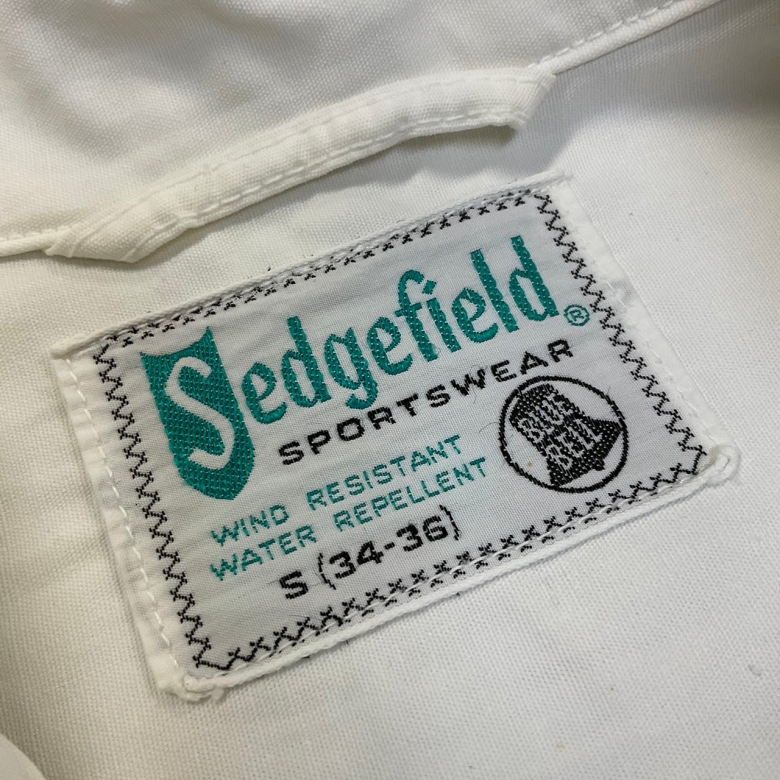 Sedgefield®
SPORTSWEAR
BLUE
BELL
WIND RESISTANT
WATER REPELLENT
S (34-36)